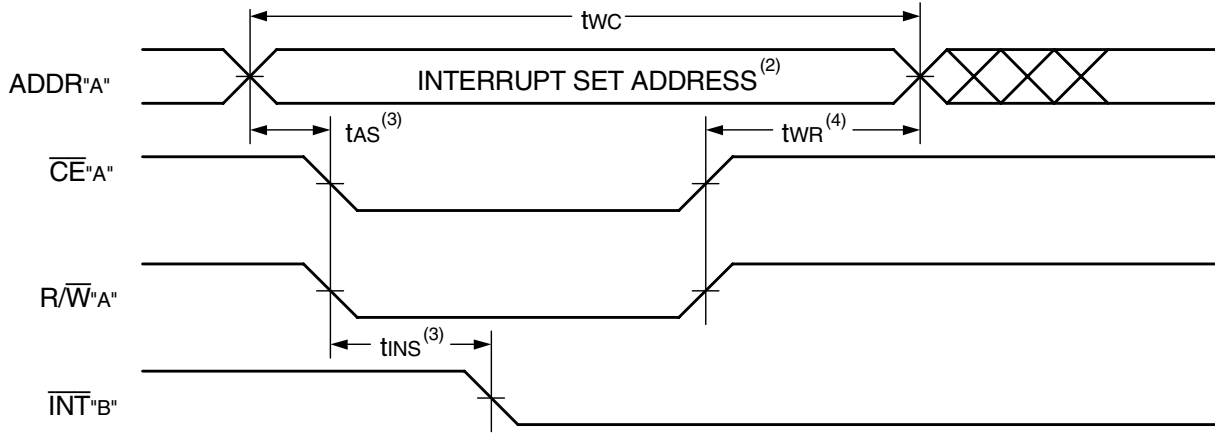 tWC
ADDR"A"
INTERRUPT SET ADDRESS(2)
tAS(3)
tWR(4)
CE"A"
R/W"A"
tINS(3)
INT"B"